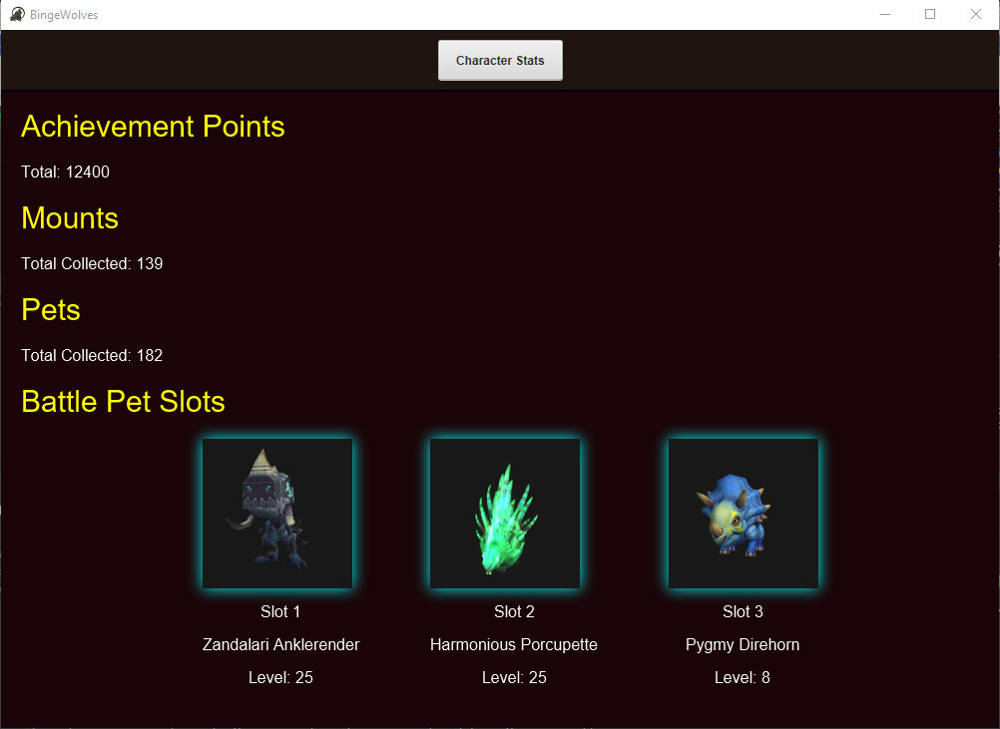 BingeWolves
Character Stats
Achievement Points
Total: 12400
Mounts
Total Collected: 139
Pets
Total Collected: 182
Battle Pet Slots
Slot 1 Slot 2 Slot 3
Zandalari Anklerender Harmonious Porcupette Pygmy Direhorn
Level: 25 Level: 25 Level: 8